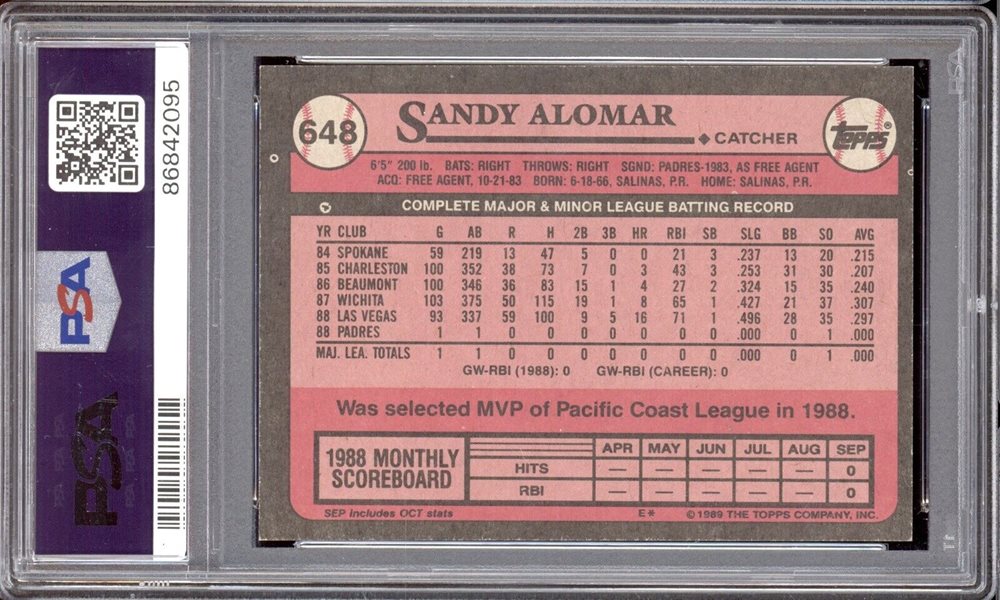 PSA
86842095
PSA
648
SANDY ALOMAR
◆ CATCHER
Topps®
6'5" 200 lb. BATS: RIGHT THROWS: RIGHT SGND: PADRES-1983, AS FREE AGENT
ACQ: FREE AGENT, 10-21-83 BORN: 6-18-66, SALINAS, P.R. HOME: SALINAS, P.R.
COMPLETE MAJOR & MINOR LEAGUE BATTING RECORD
YR CLUB G AB R H 2B 3B HR RBI SB SLG BB SO AVG
84 SPOKANE 59 219 13 47 5 0 0 21 3 .237 13 20 .215
85 CHARLESTON 100 352 38 73 7 0 3 43 3 .253 31 30 .207
86 BEAUMONT 100 346 36 83 15 1 4 27 2 .324 15 35 .240
87 WICHITA 103 375 50 115 19 1 8 65 1 .427 21 37 .307
88 LAS VEGAS 93 337 59 100 9 5 16 71 1 .496 28 35 .297
88 PADRES 1 1 0 0 0 0 0 0 0 .000 0 1 .000
MAJ. LEA. TOTALS 1 1 0 0 0 0 0 0 0 .000 0 1 .000
GW-RBI (1988): 0 GW-RBI (CAREER): 0
Was selected MVP of Pacific Coast League in 1988.
1988 MONTHLY
SCOREBOARD
APR MAY JUN JUL AUG SEP
HITS — — — — — 0
RBI — — — — — 0
SEP includes OCT stats E* © 1989 THE TOPPS COMPANY, INC.
PSA